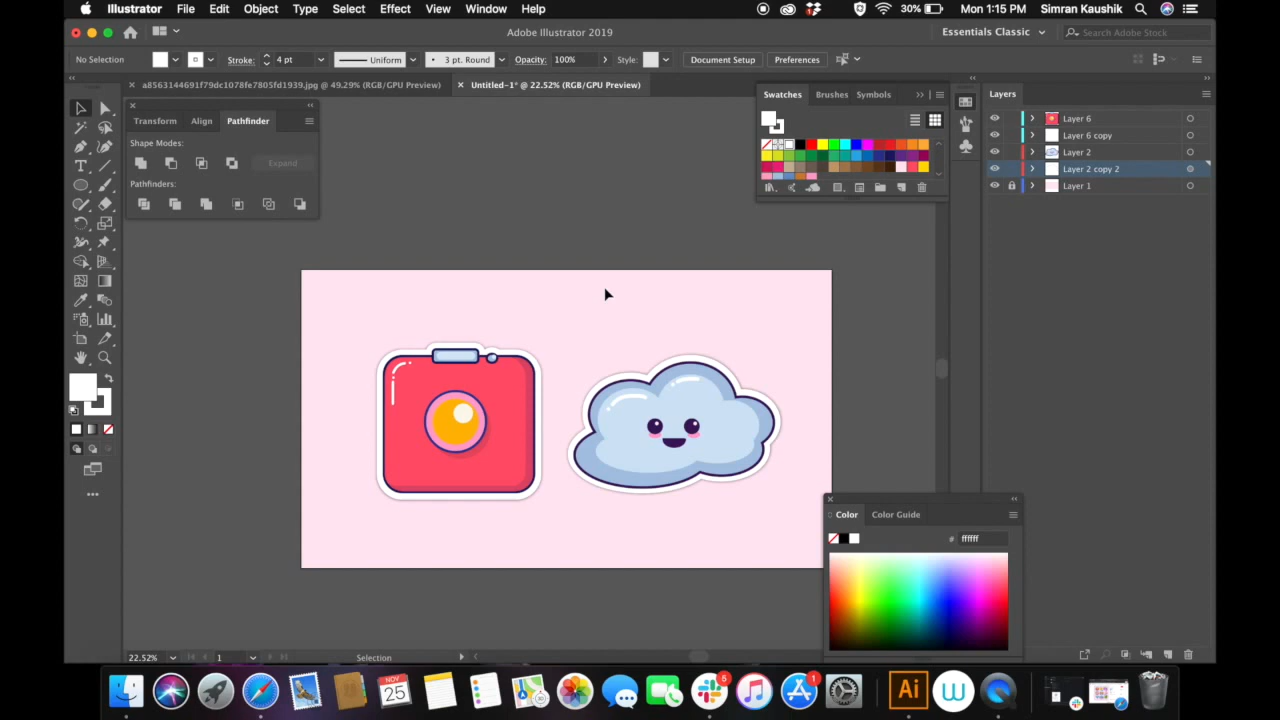 Illustrator File Edit Object Type Select Effect View Window Help 30% Mon 1:15 PM Simran Kaushik
Adobe Illustrator 2019 Essentials Classic Search Adobe Stock
No Selection Stroke: 4 pt Uniform 3 pt. Round Opacity: 100% Style: Document Setup Preferences
a8563144691f79dc1078fe7805fd1939.jpg @ 49.29% (RGB/GPU Preview) Untitled-1* @ 22.52% (RGB/GPU Preview)
Transform Align Pathfinder
Shape Modes:
Expand
Pathfinders:
Swatches Brushes Symbols
Layers
Layer 6
Layer 6 copy
Layer 2
Layer 2 copy 2
Layer 1
Color Color Guide
# ffffff
22.52% 1 Selection
NOV
25
6
1
Ai